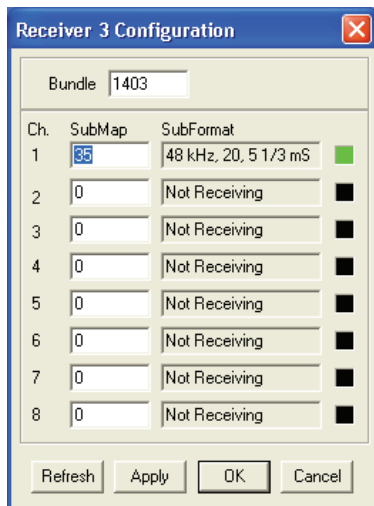 Receiver 3 Configuration
Bundle 1403
Ch. SubMap SubFormat
1 35 48 kHz, 20, 5 1/3 mS
2 0 Not Receiving
3 0 Not Receiving
4 0 Not Receiving
5 0 Not Receiving
6 0 Not Receiving
7 0 Not Receiving
8 0 Not Receiving
Refresh Apply OK Cancel